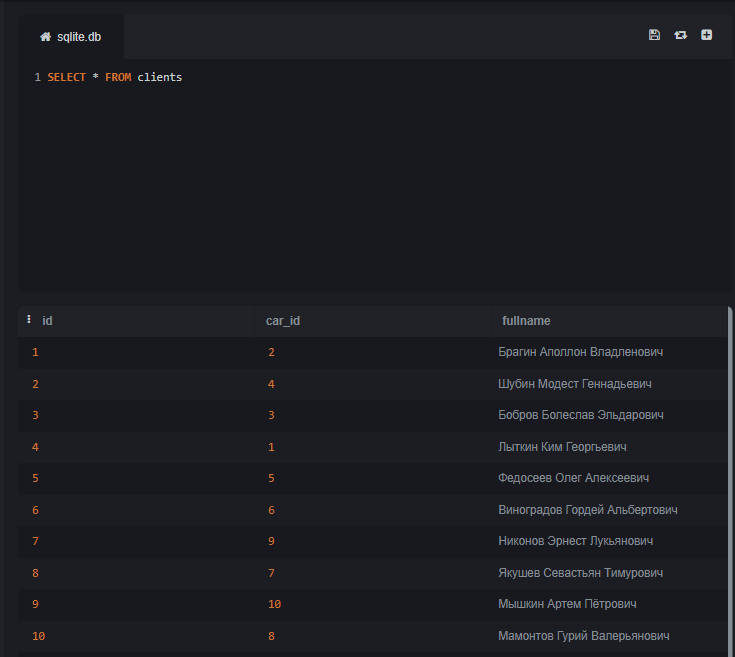 sqlite.db
1 SELECT * FROM clients
id car_id fullname
1 2 Брагин Аполлон Владленович
2 4 Шубин Модест Геннадьевич
3 3 Бобров Болеслав Эльдарович
4 1 Лыткин Ким Георгьевич
5 5 Федосеев Олег Алексеевич
6 6 Виноградов Гордей Альбертович
7 9 Никонов Эрнест Лукьянович
8 7 Якушев Севастьян Тимурович
9 10 Мышкин Артем Пётрович
10 8 Мамонтов Гурий Валерьянович